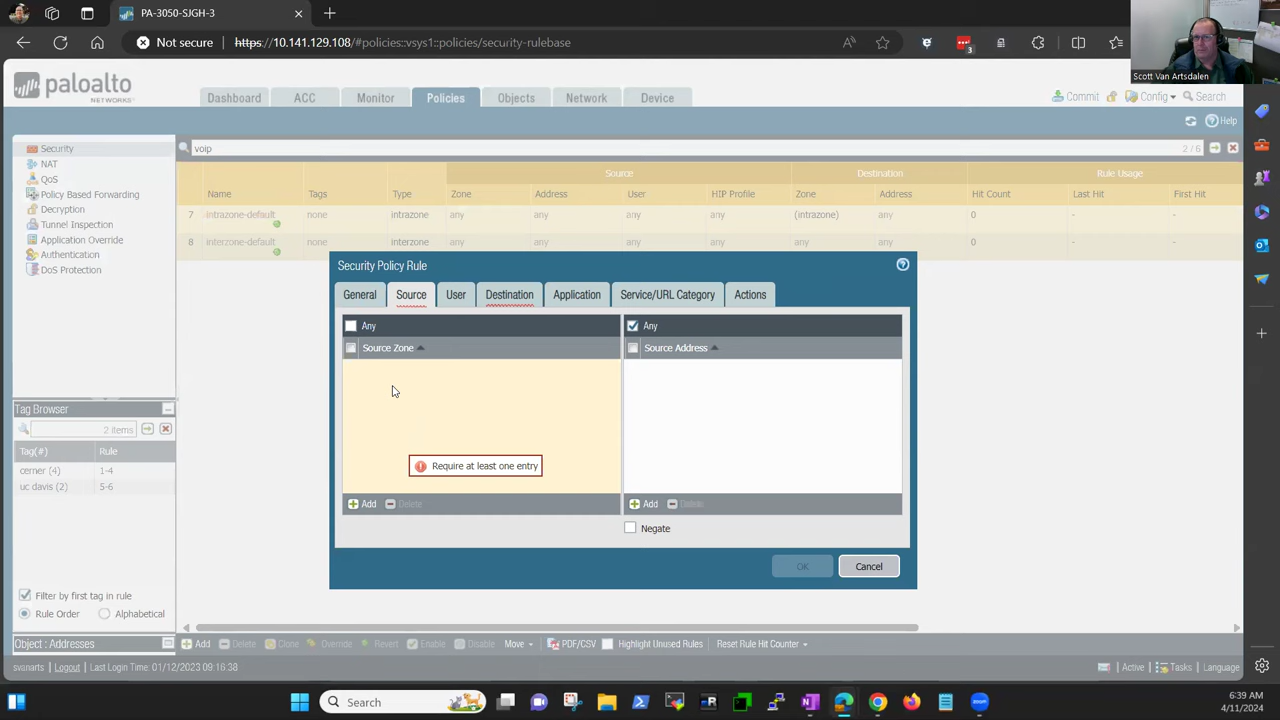 PA-3050-SJGH-3
Not secure
https://10.141.129.108/#policies::vsys1::policies/security-rulebase
3
Scott Van Artsdalen
paloalto
NETWORKS
Dashboard
ACC
Monitor
Policies
Objects
Network
Device
Commit
Config
Search
Help
Security
NAT
QoS
Policy Based Forwarding
Decryption
Tunnel Inspection
Application Override
Authentication
DoS Protection
voip
2 / 6
Source
Destination
Rule Usage
Name
Tags
Type
Zone
Address
User
HIP Profile
Zone
Address
Hit Count
Last Hit
First Hit
7 intrazone-default none intrazone any any any any (intrazone) any 0 - -
8 interzone-default none interzone any any any any any any 0 - -
Security Policy Rule
General
Source
User
Destination
Application
Service/URL Category
Actions
Any
Source Zone
Require at least one entry
Add
Delete
Any
Source Address
Add
Delete
Negate
OK
Cancel
Tag Browser
2 items
Tag(#)
Rule
cerner (4) 1-4
uc davis (2) 5-6
Filter by first tag in rule
Rule Order
Alphabetical
Object : Addresses
Add
Delete
Clone
Override
Revert
Enable
Disable
Move
PDF/CSV
Highlight Unused Rules
Reset Rule Hit Counter
svanarts
Logout
Last Login Time: 01/12/2023 09:16:38
Active
Tasks
Language
Search
6:39 AM
4/11/2024